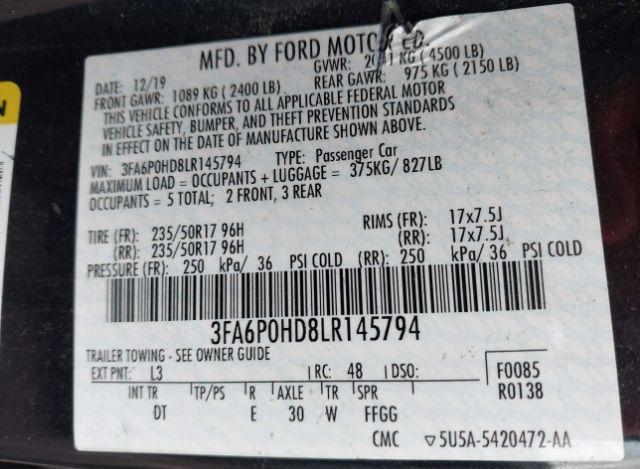 MFD. BY FORD MOTOR CO.
DATE: 12/19 GVWR: 2041 KG (4500 LB)
FRONT GAWR: 1089 KG (2400 LB) REAR GAWR: 975 KG (2150 LB)
THIS VEHICLE CONFORMS TO ALL APPLICABLE FEDERAL MOTOR
VEHICLE SAFETY, BUMPER, AND THEFT PREVENTION STANDARDS
IN EFFECT ON THE DATE OF MANUFACTURE SHOWN ABOVE.
VIN: 3FA6P0HD8LR145794 TYPE: Passenger Car
MAXIMUM LOAD = OCCUPANTS + LUGGAGE = 375KG/ 827LB
OCCUPANTS = 5 TOTAL; 2 FRONT, 3 REAR
TIRE (FR): 235/50R17 96H RIMS (FR): 17x7.5J
(RR): 235/50R17 96H (RR): 17x7.5J
PRESSURE (FR): 250 kPa/ 36 PSI COLD (RR): 250 kPa/ 36 PSI COLD
3FA6P0HD8LR145794
TRAILER TOWING - SEE OWNER GUIDE
EXT PNT: L3 RC: 48 DSO: F0085
INT TR TP/PS R AXLE TR SPR R0138
DT E 30 W FFGG
CMC ▽5U5A-5420472-AA